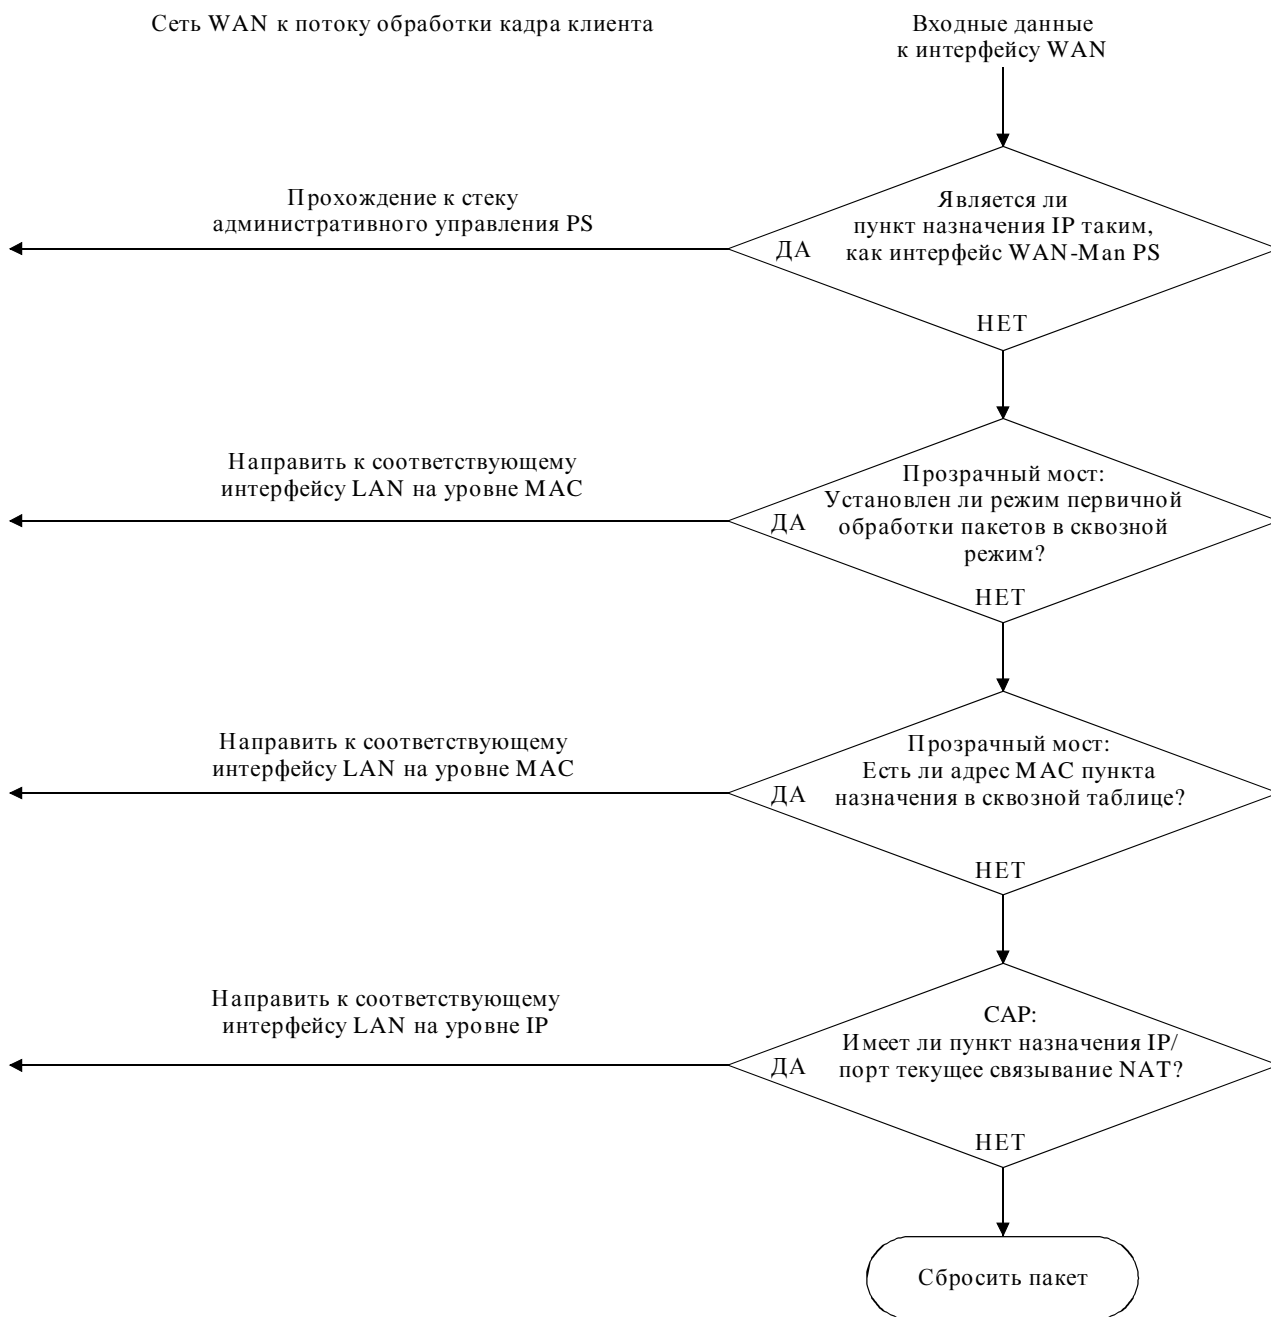 Сеть WAN к потоку обработки кадра клиента
Входные данные
к интерфейсу WAN
Прохождение к стеку
административного управления PS
Является ли
пункт назначения IP таким,
как интерфейс WAN-Man PS
ДА
НЕТ
Направить к соответствующему
интерфейсу LAN на уровне MAC
Прозрачный мост:
Установлен ли режим первичной
обработки пакетов в сквозной
режим?
ДА
НЕТ
Направить к соответствующему
интерфейсу LAN на уровне MAC
Прозрачный мост:
Есть ли адрес MAC пункта
назначения в сквозной таблице?
ДА
НЕТ
Направить к соответствующему
интерфейсу LAN на уровне IP
CAP:
Имеет ли пункт назначения IP/
порт текущее связывание NAT?
ДА
НЕТ
Сбросить пакет